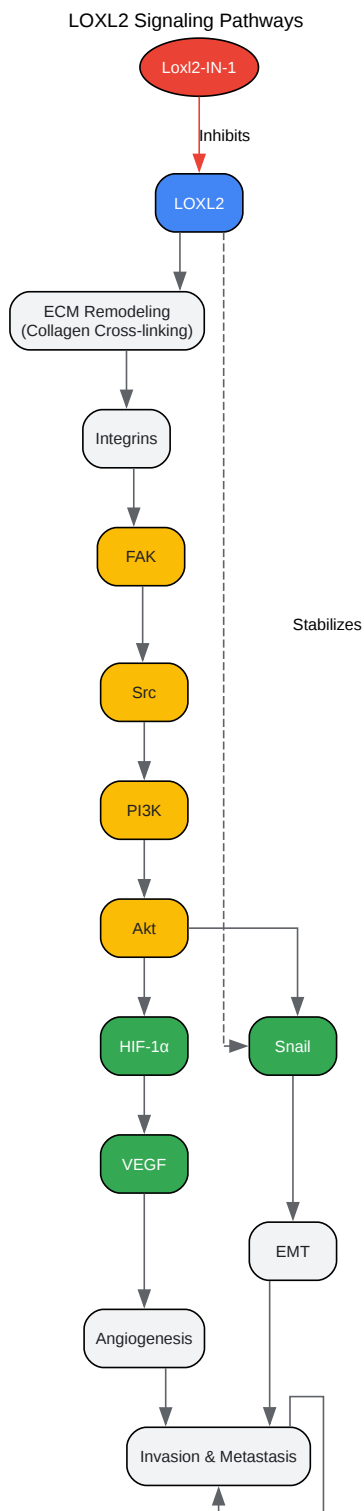 LOXL2 Signaling Pathways
Loxl2-IN-1
Inhibits
LOXL2
ECM Remodeling
(Collagen Cross-linking)
Integrins
FAK
Stabilizes
Src
PI3K
Akt
HIF-1α
Snail
VEGF
EMT
Angiogenesis
Invasion & Metastasis